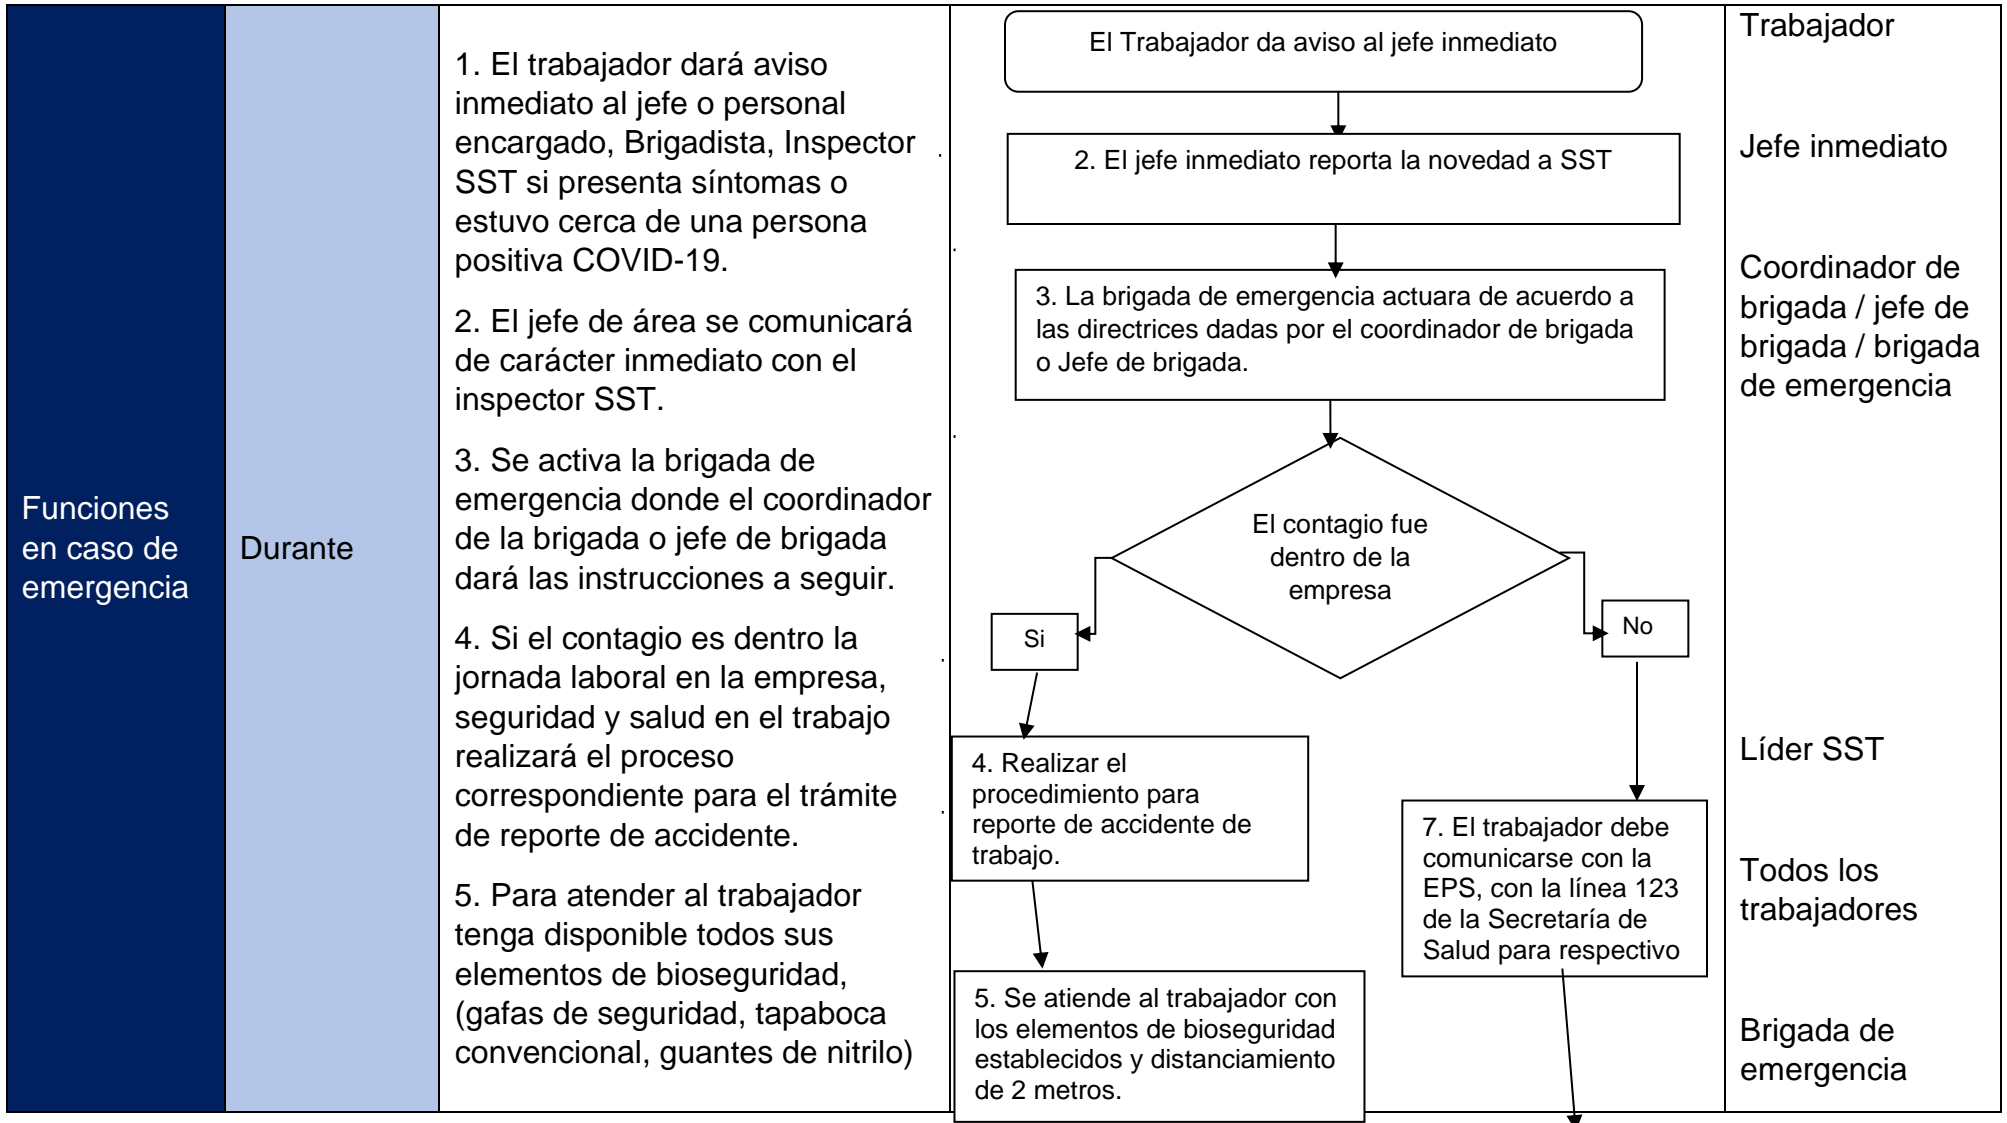 Funciones
en caso de
emergencia
Durante
1. El trabajador dará aviso
inmediato al jefe o personal
encargado, Brigadista, Inspector
SST si presenta síntomas o
estuvo cerca de una persona
positiva COVID-19.
2. El jefe de área se comunicará
de carácter inmediato con el
inspector SST.
3. Se activa la brigada de
emergencia donde el coordinador
de la brigada o jefe de brigada
dará las instrucciones a seguir.
4. Si el contagio es dentro la
jornada laboral en la empresa,
seguridad y salud en el trabajo
realizará el proceso
correspondiente para el trámite
de reporte de accidente.
5. Para atender al trabajador
tenga disponible todos sus
elementos de bioseguridad,
(gafas de seguridad, tapaboca
convencional, guantes de nitrilo)
El Trabajador da aviso al jefe inmediato
2. El jefe inmediato reporta la novedad a SST
3. La brigada de emergencia actuara de acuerdo a
las directrices dadas por el coordinador de brigada
o Jefe de brigada.
El contagio fue
dentro de la
empresa
Si
No
4. Realizar el
procedimiento para
reporte de accidente de
trabajo.
7. El trabajador debe
comunicarse con la
EPS, con la línea 123
de la Secretaría de
Salud para respectivo
5. Se atiende al trabajador con
los elementos de bioseguridad
establecidos y distanciamiento
de 2 metros.
Trabajador
Jefe inmediato
Coordinador de
brigada / jefe de
brigada / brigada
de emergencia
Líder SST
Todos los
trabajadores
Brigada de
emergencia